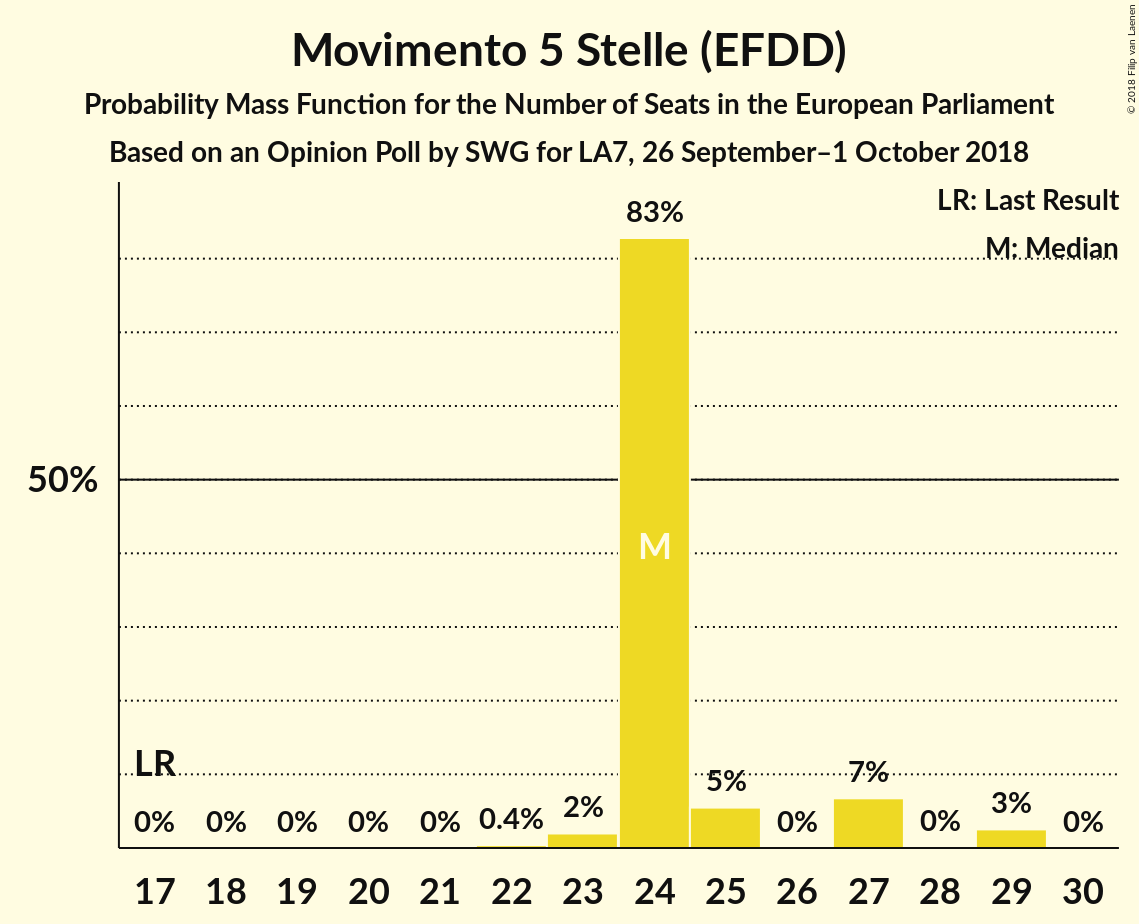 © 2018 Filip van Laenen
Movimento 5 Stelle (EFDD)
Probability Mass Function for the Number of Seats in the European Parliament
Based on an Opinion Poll by SWG for LA7, 26 September–1 October 2018
LR: Last Result
M: Median
83%
50%
M
LR
0% 0% 0% 0% 0% 0.4% 2% 5% 0% 7% 0% 3% 0%
17 18 19 20 21 22 23 24 25 26 27 28 29 30